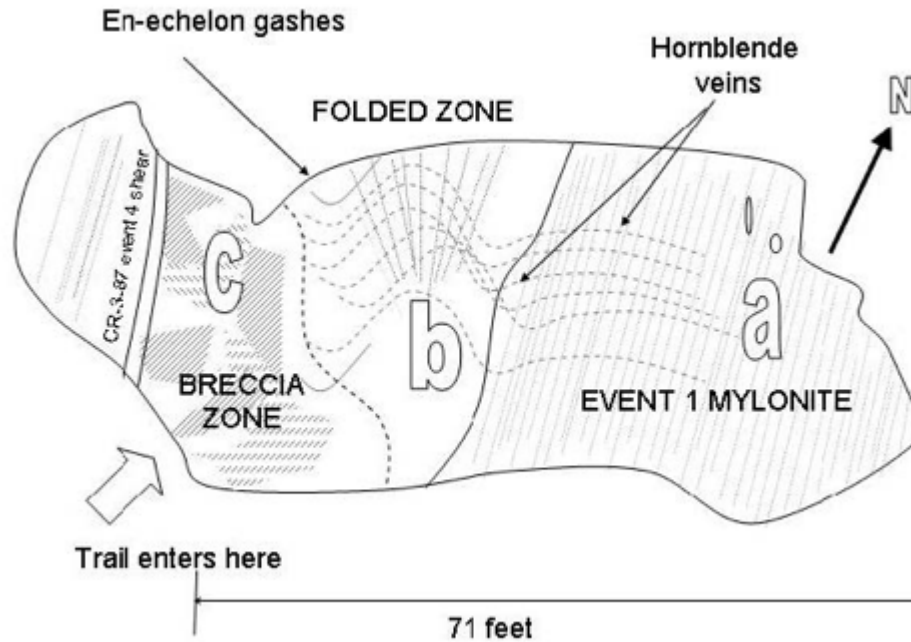 En-echelon gashes
Hornblende
veins
N
FOLDED ZONE
CR-3-87 event 4 shear
c
a
b
BRECCIA
ZONE
EVENT 1 MYLONITE
Trail enters here
71 feet